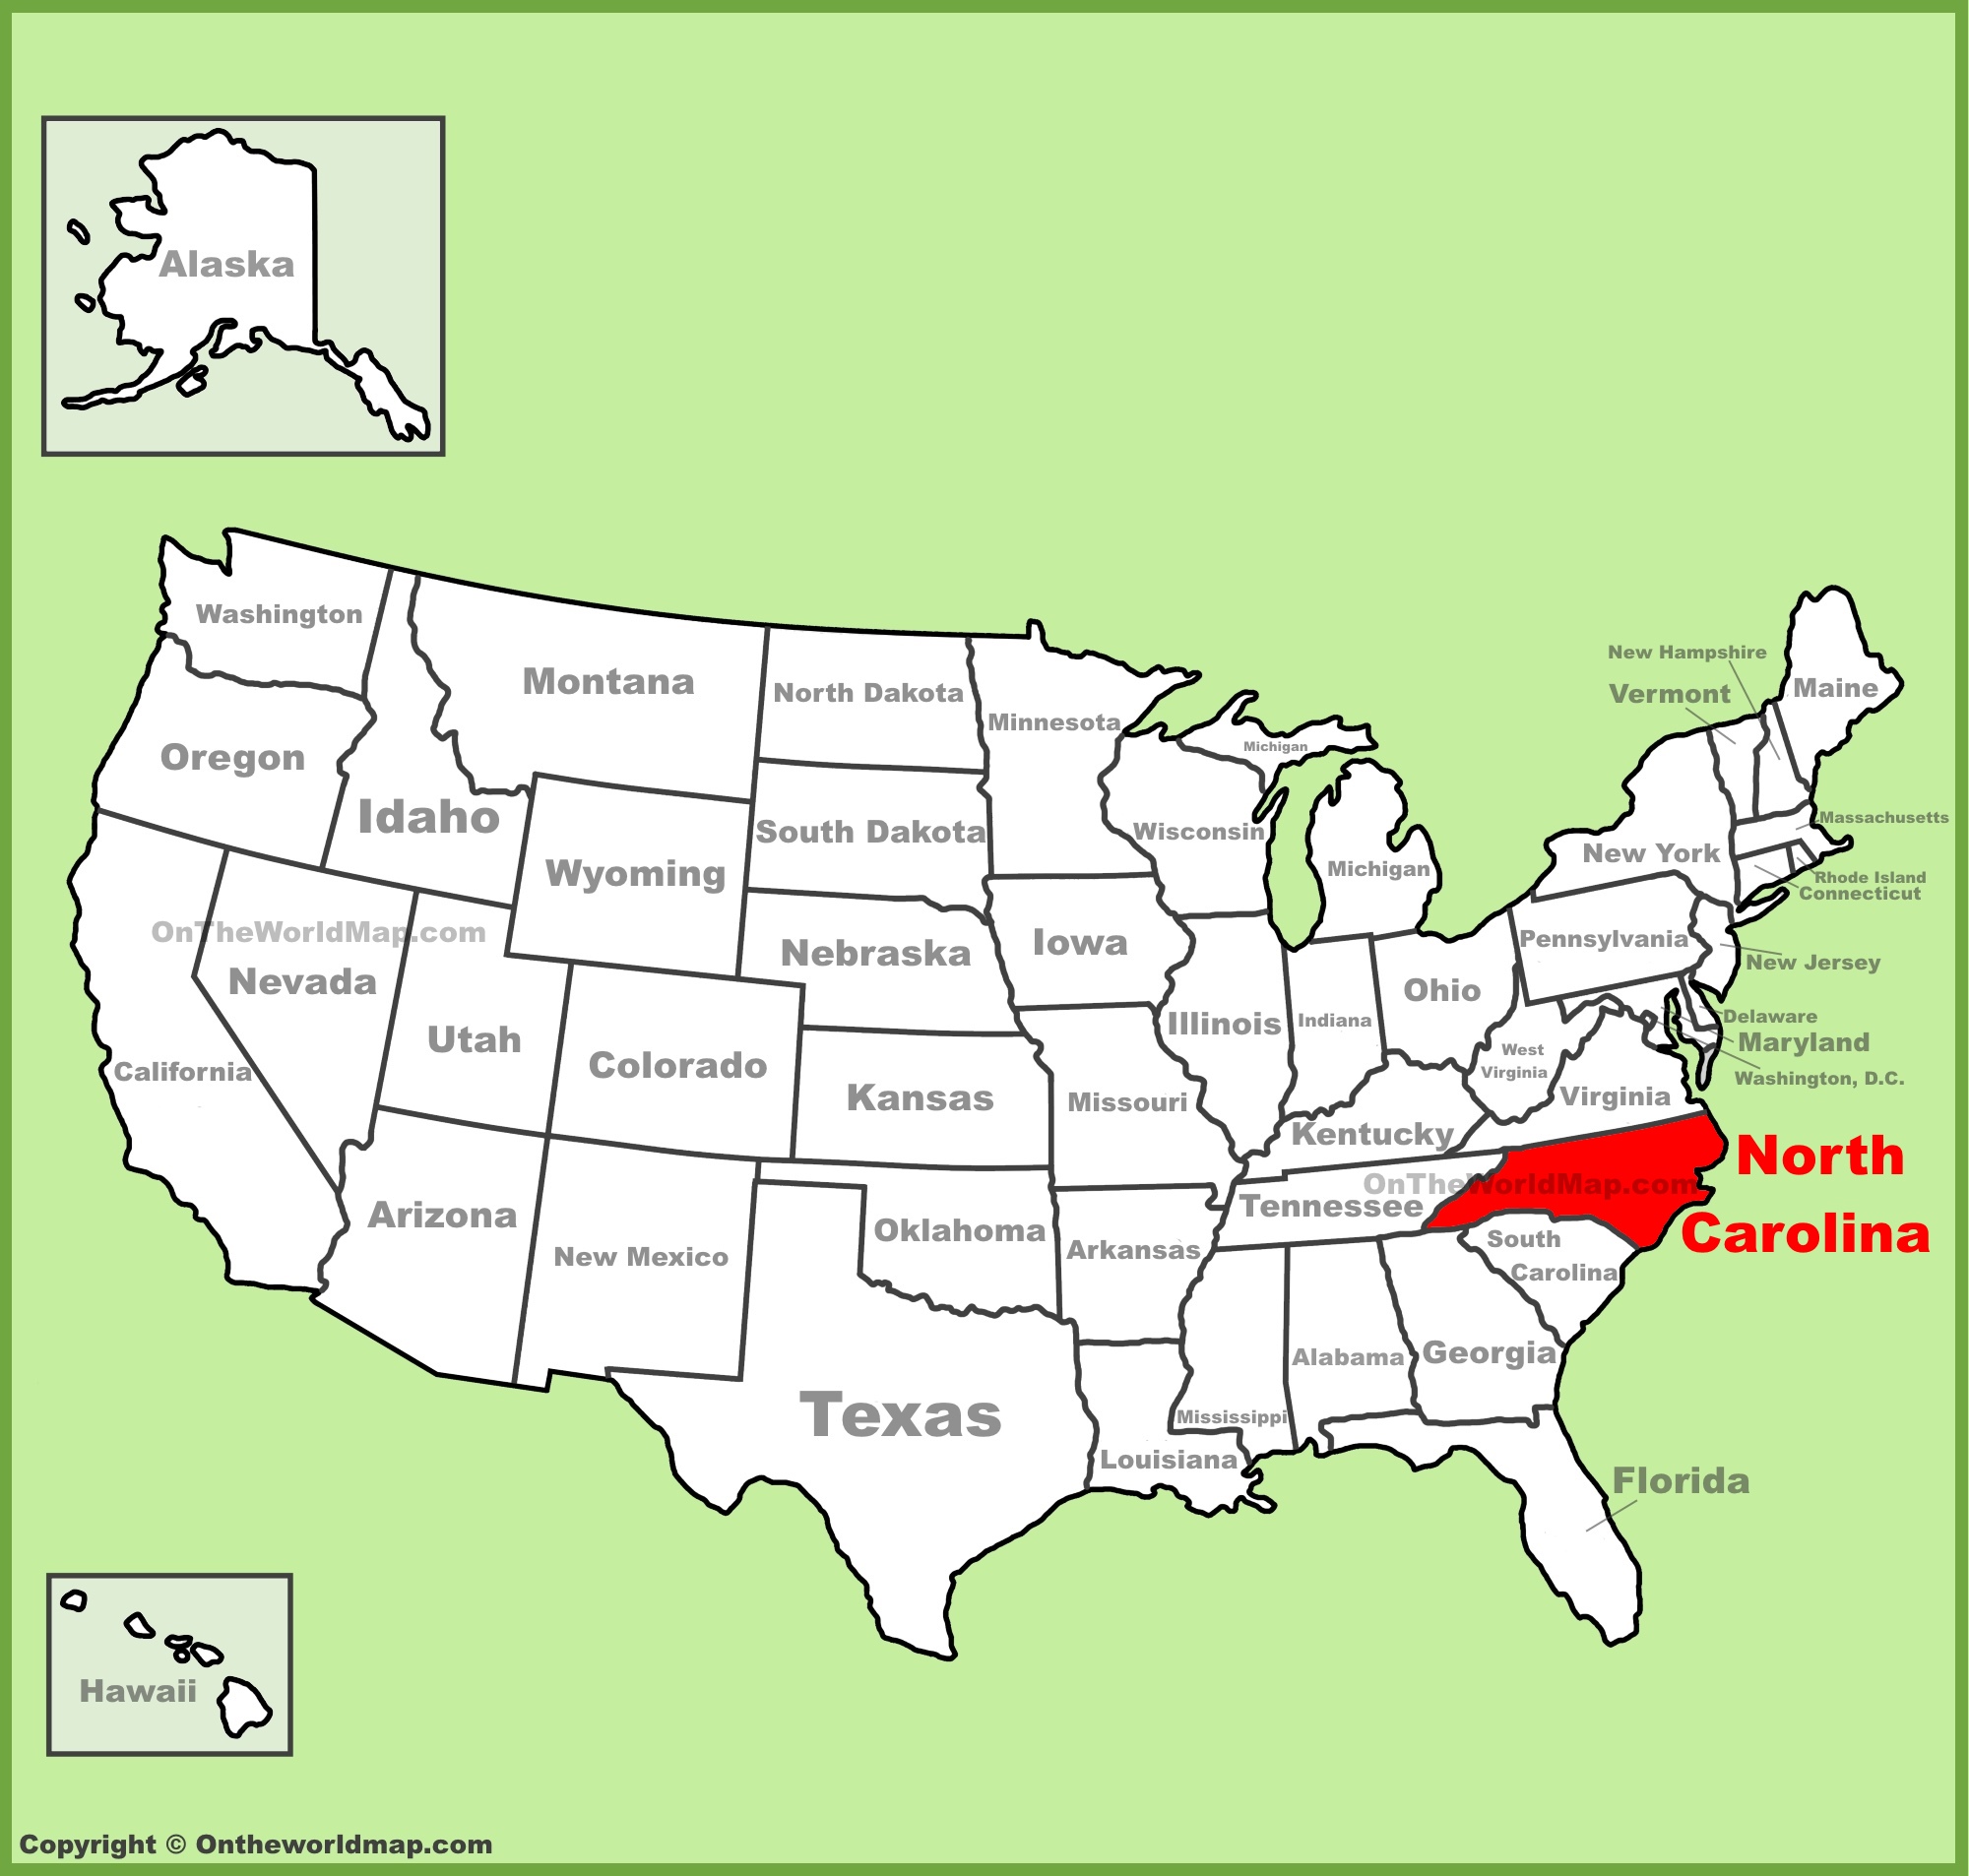 Alaska
Washington
Montana
North Dakota
Minnesota
New Hampshire
Vermont
Maine
Michigan
Oregon
Idaho
Wyoming
South Dakota
Wisconsin
Michigan
New York
Massachusetts
Rhode Island
Connecticut
OnTheWorldMap.com
Nevada
Nebraska
Iowa
Pennsylvania
New Jersey
Utah
Colorado
Illinois
Indiana
Ohio
Delaware
Maryland
Washington, D.C.
West
Virginia
Virginia
California
Kansas
Missouri
Kentucky
North
Carolina
OnTheWorldMap.com
Tennessee
Arizona
New Mexico
Oklahoma
Arkansas
South
Carolina
Texas
Alabama
Georgia
Mississippi
Louisiana
Florida
Hawaii
Copyright © Ontheworldmap.com